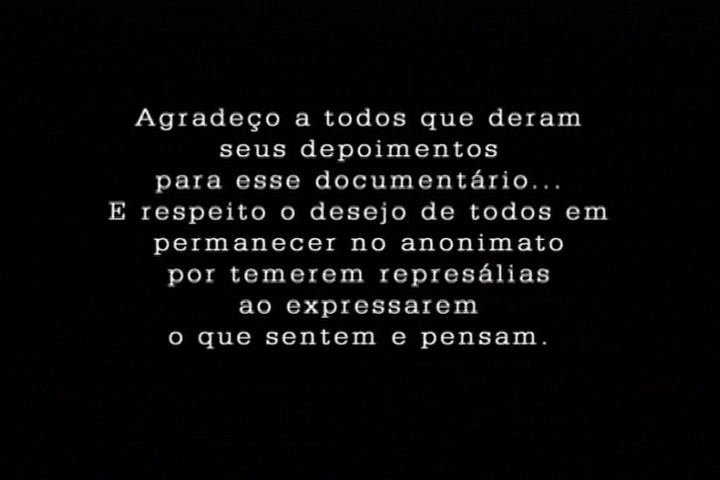 Agradeço a todos que deram
seus depoimentos
para esse documentário...
E respeito o desejo de todos em
permanecer no anonimato
por temerem represálias
ao expressarem
o que sentem e pensam.